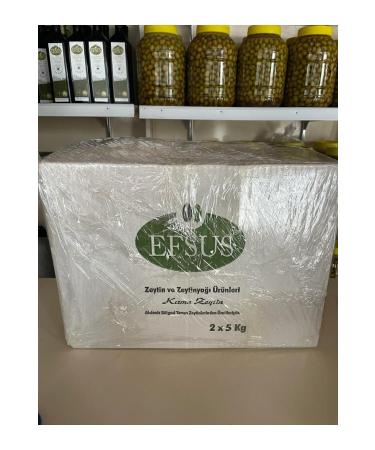 EFSUS
Zeytin ve Zeytinyağı Ürünleri
Kırma Zeytin
2 x 5 Kg